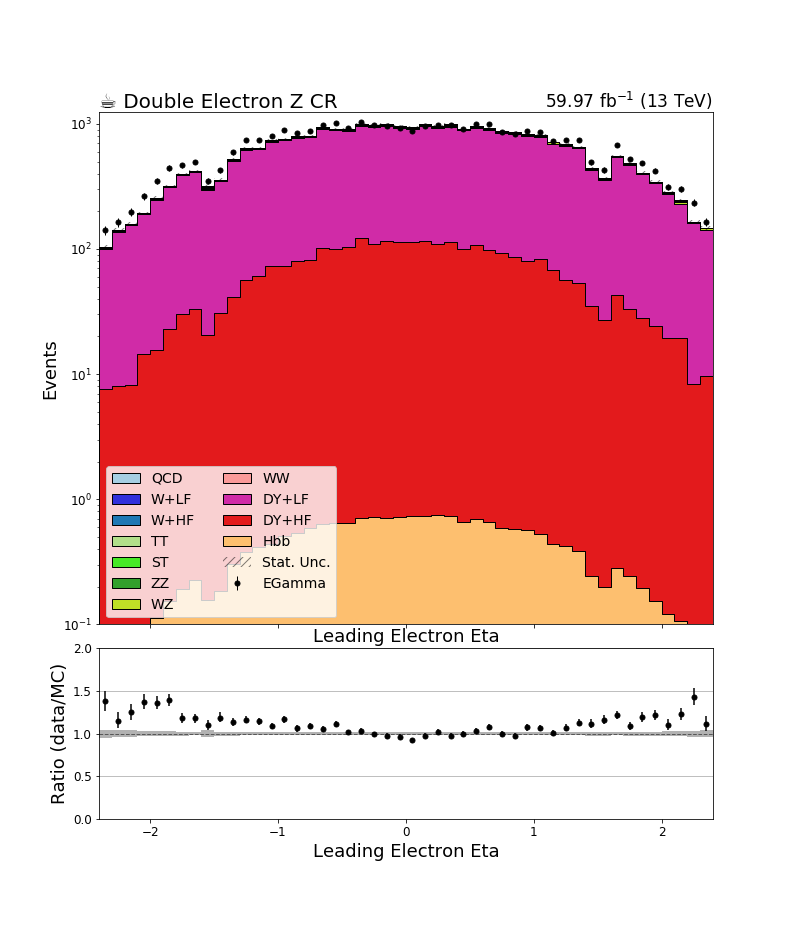 ☕ Double Electron Z CR 59.97 fb⁻¹ (13 TeV)
10³
10²
10¹
10⁰
10⁻¹
Events
QCD WW
W+LF DY+LF
W+HF DY+HF
TT Hbb
ST Stat. Unc.
ZZ EGamma
WZ
Leading Electron Eta
2.0
1.5
1.0
0.5
0.0
Ratio (data/MC)
−2 −1 0 1 2
Leading Electron Eta